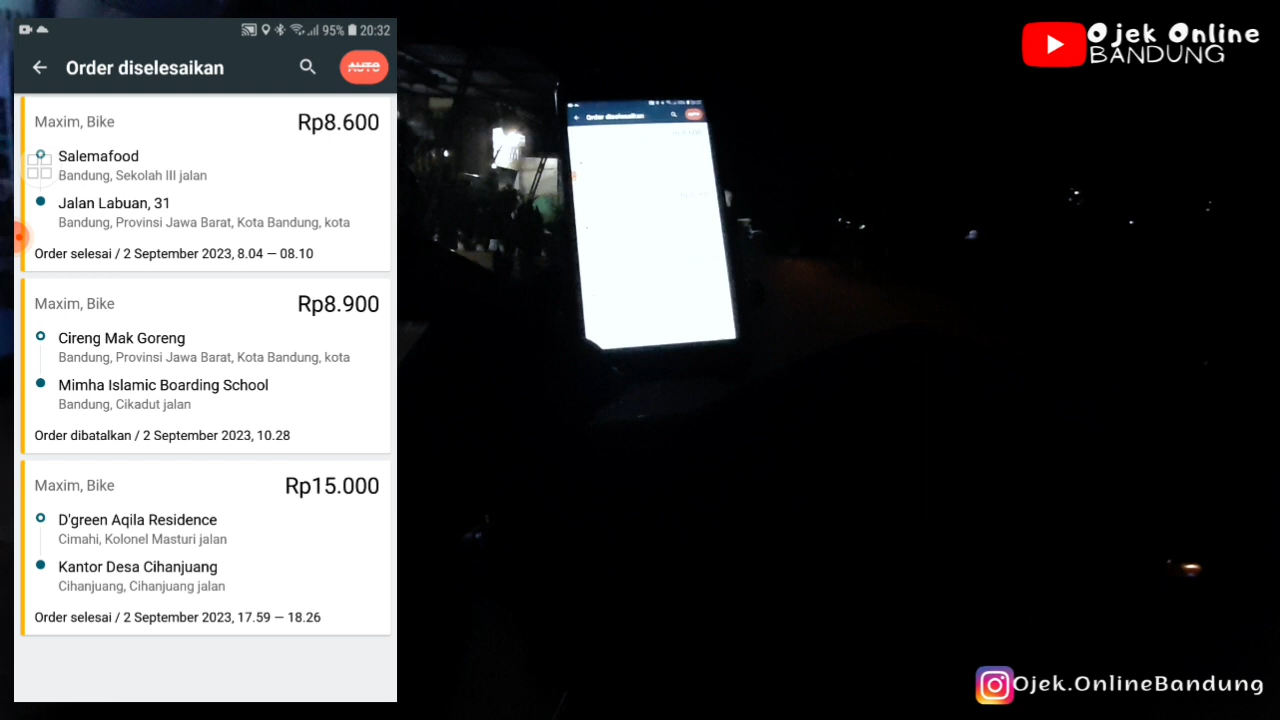 95% 20:32
Order diselesaikan
AUTO
Maxim, Bike
Rp8.600
Salemafood
Bandung, Sekolah III jalan
Jalan Labuan, 31
Bandung, Provinsi Jawa Barat, Kota Bandung, kota
Order selesai / 2 September 2023, 8.04 — 08.10
Maxim, Bike
Rp8.900
Cireng Mak Goreng
Bandung, Provinsi Jawa Barat, Kota Bandung, kota
Mimha Islamic Boarding School
Bandung, Cikadut jalan
Order dibatalkan / 2 September 2023, 10.28
Maxim, Bike
Rp15.000
D'green Aqila Residence
Cimahi, Kolonel Masturi jalan
Kantor Desa Cihanjuang
Cihanjuang, Cihanjuang jalan
Order selesai / 2 September 2023, 17.59 — 18.26
Order diselesaikan
Ojek Online
BANDUNG
Ojek.OnlineBandung